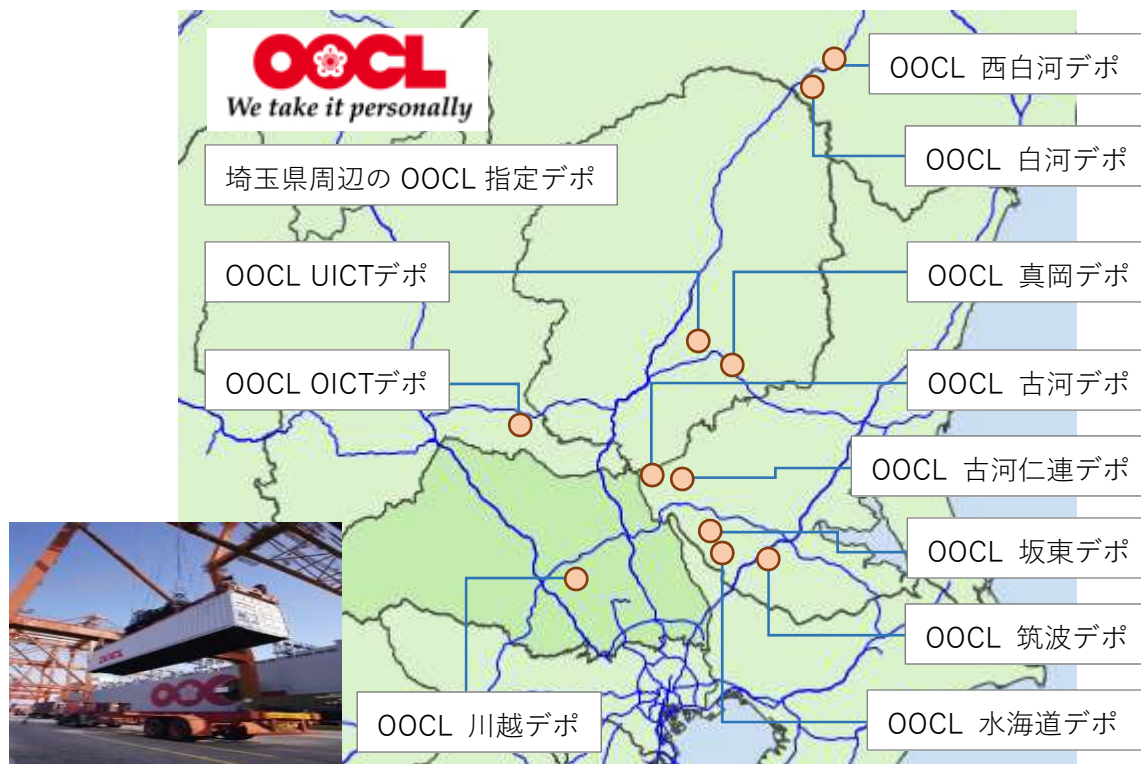 OOCL
We take it personally
埼玉県周辺の OOCL 指定デポ
OOCL 西白河デポ
OOCL 白河デポ
OOCL UICTデポ
OOCL 真岡デポ
OOCL OICTデポ
OOCL 古河デポ
OOCL 古河仁連デポ
OOCL 坂東デポ
OOCL 筑波デポ
OOCL 川越デポ
OOCL 水海道デポ
OOC